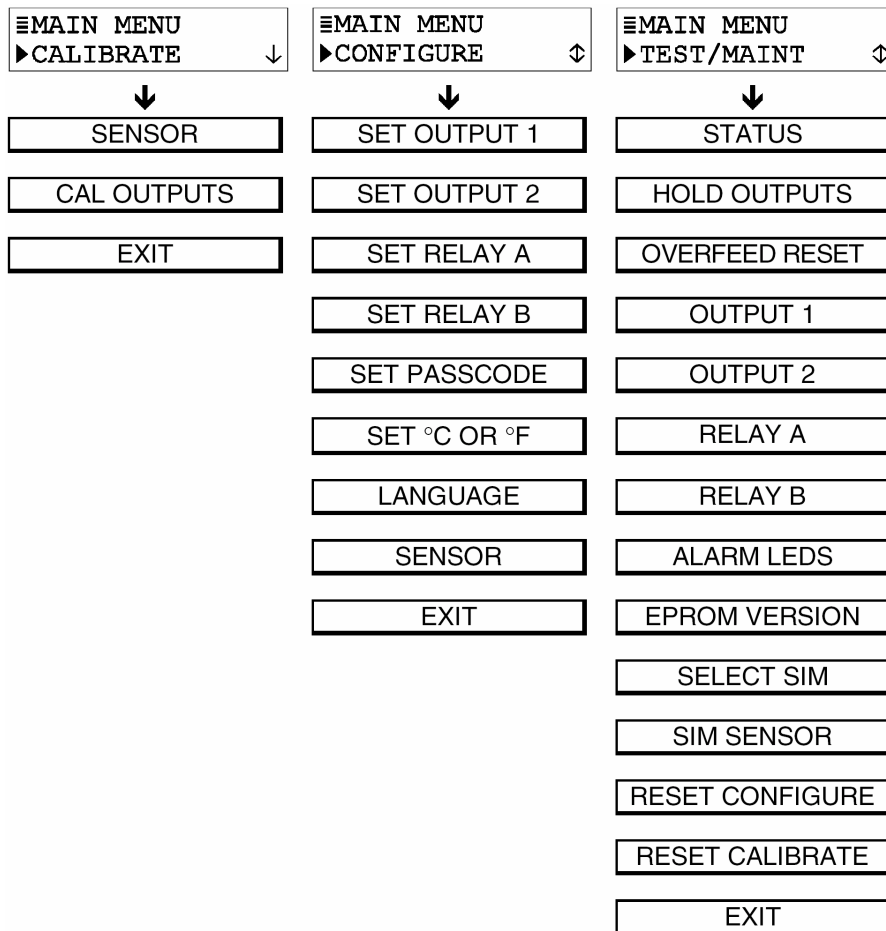 ≣MAIN MENU
▶CALIBRATE ↓
SENSOR
CAL OUTPUTS
EXIT
≣MAIN MENU
▶CONFIGURE ⇕
SET OUTPUT 1
SET OUTPUT 2
SET RELAY A
SET RELAY B
SET PASSCODE
SET °C OR °F
LANGUAGE
SENSOR
EXIT
≣MAIN MENU
▶TEST/MAINT ⇕
STATUS
HOLD OUTPUTS
OVERFEED RESET
OUTPUT 1
OUTPUT 2
RELAY A
RELAY B
ALARM LEDS
EPROM VERSION
SELECT SIM
SIM SENSOR
RESET CONFIGURE
RESET CALIBRATE
EXIT